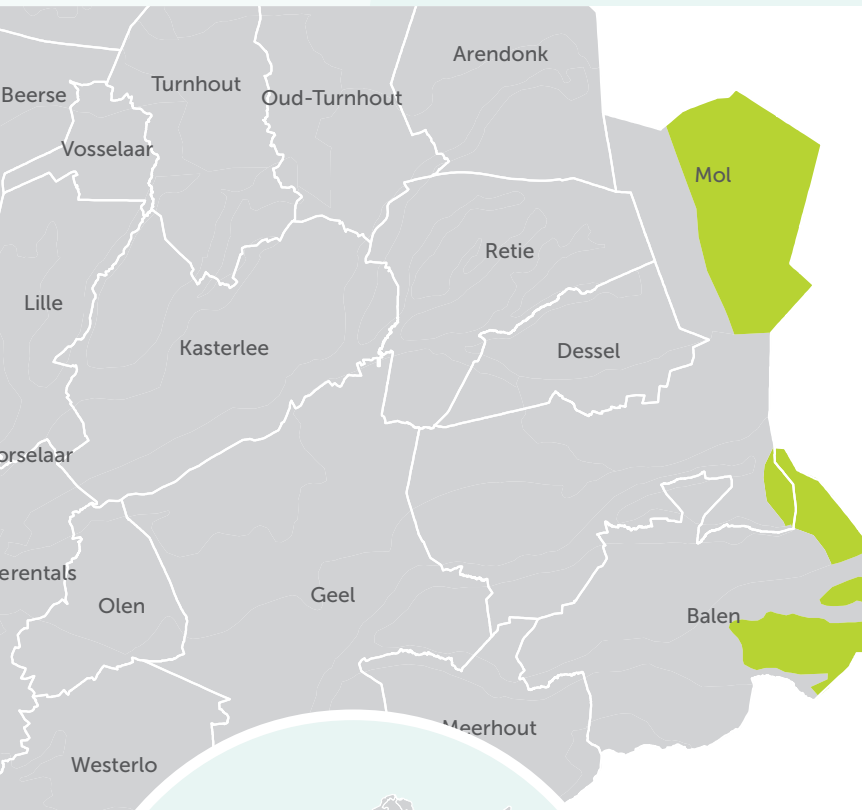 Arendonk
Turnhout
Beerse
Oud-Turnhout
Vosselaar
Mol
Retie
Lille
Kasterlee
Dessel
orselaar
erentals
Geel
Olen
Balen
Meerhout
Westerlo